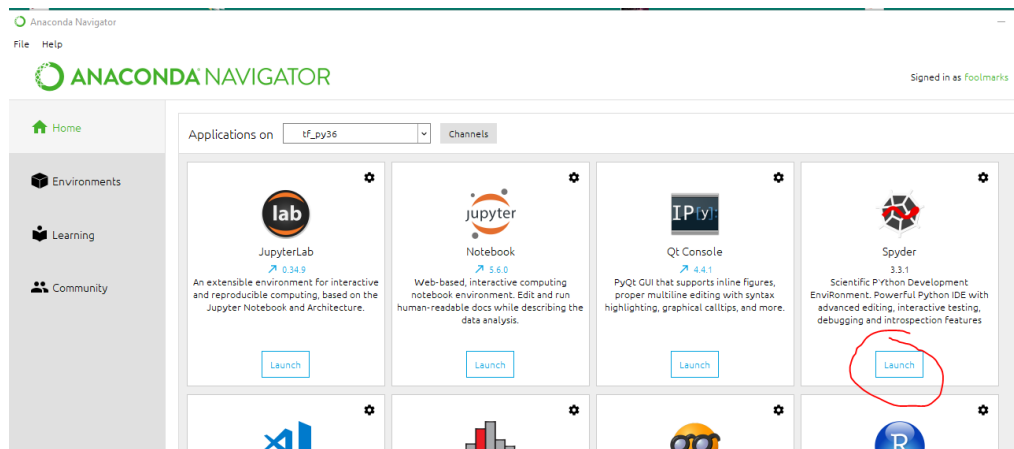 Anaconda Navigator
File Help
ANACONDA NAVIGATOR
Signed in as foolmarks
Home
Applications on tf_py36 Channels
Environments
Learning
Community
lab
JupyterLab
0.34.9
An extensible environment for interactive
and reproducible computing, based on the
Jupyter Notebook and Architecture.
Launch
jupyter
Notebook
5.6.0
Web-based, interactive computing
notebook environment. Edit and run
human-readable docs while describing the
data analysis.
Launch
IP[y]:
Qt Console
4.4.1
PyQt GUI that supports inline figures,
proper multiline editing with syntax
highlighting, graphical calltips, and more.
Launch
Spyder
3.3.1
Scientific PYthon Development
EnviRonment. Powerful Python IDE with
advanced editing, interactive testing,
debugging and introspection features
Launch
R